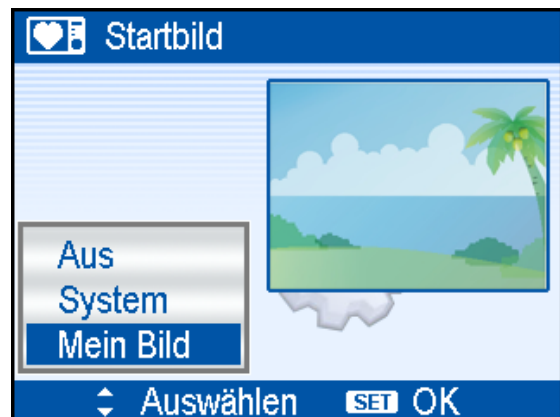 Startbild
Aus
System
Mein Bild
Auswählen SET OK